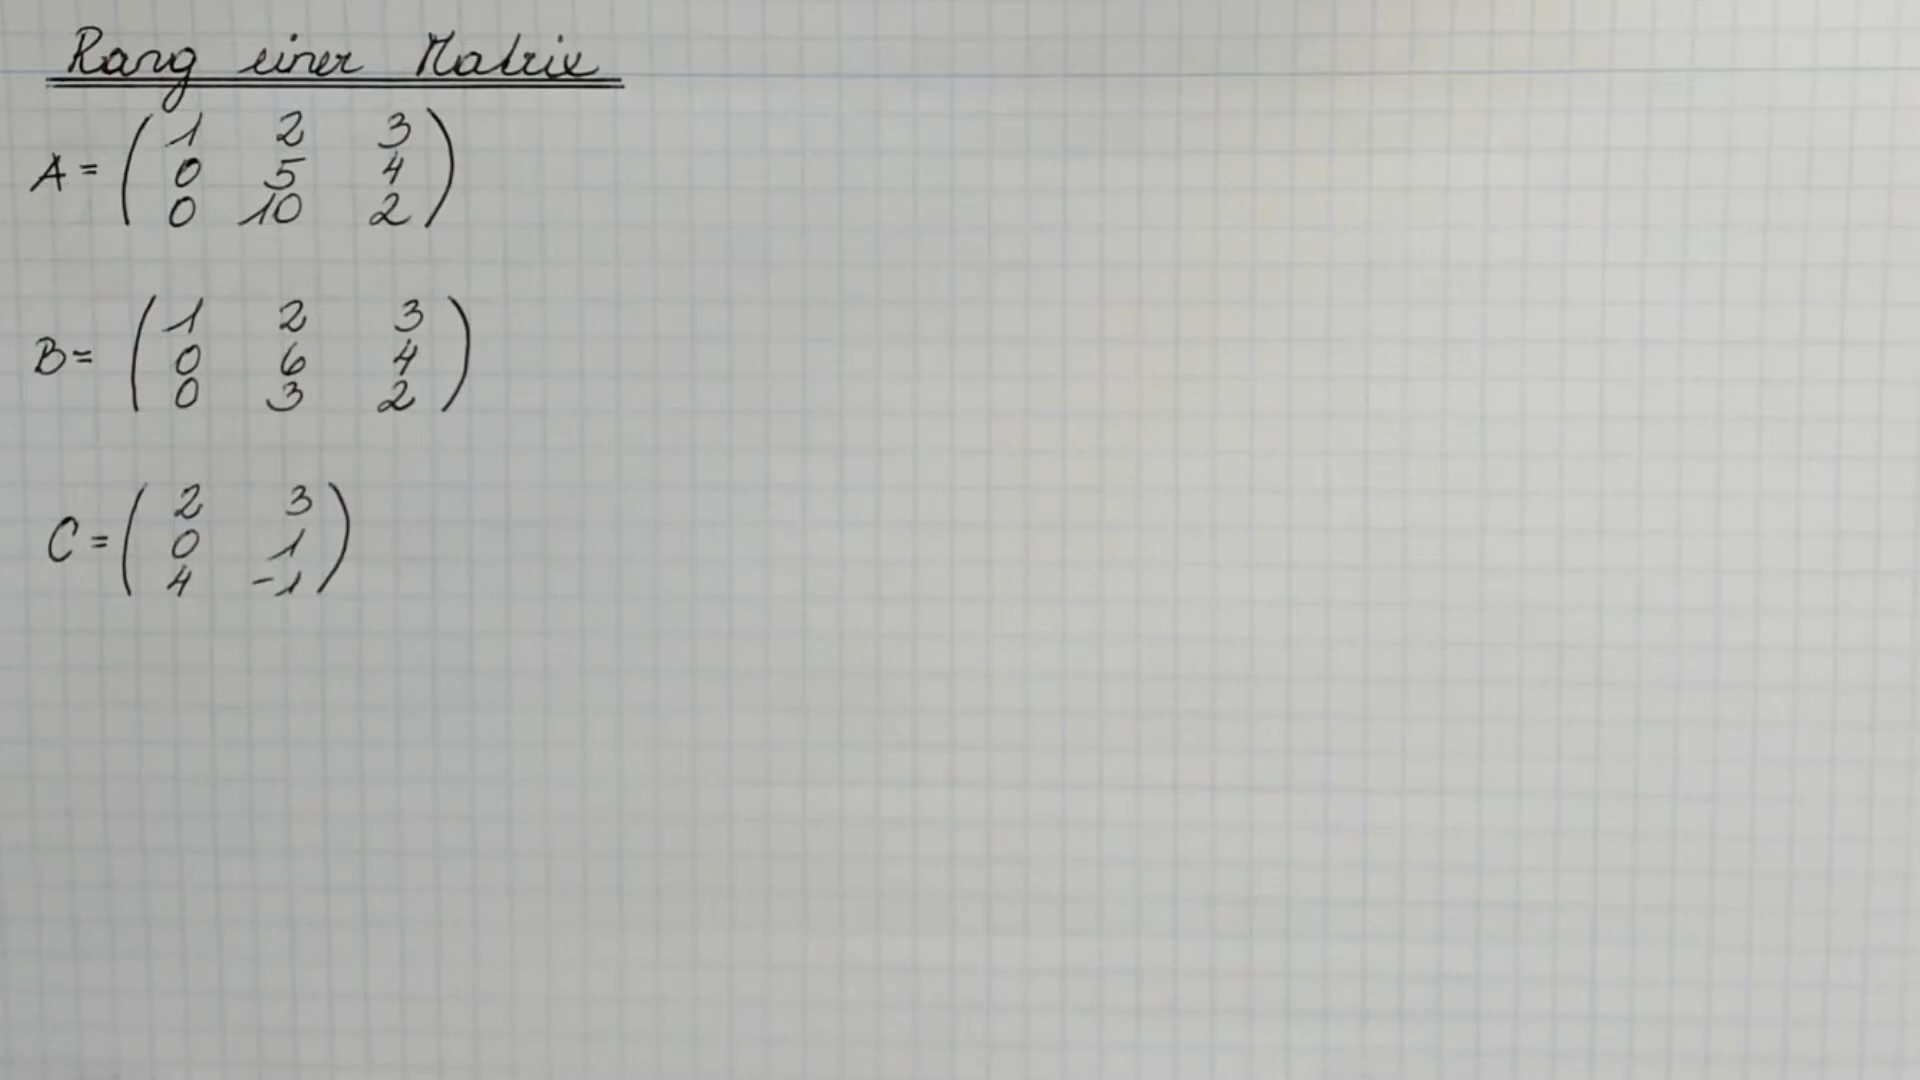 Rang einer Matrix
1 2 3
A = ( 0 5 4 )
0 10 2
1 2 3
B = ( 0 6 4 )
0 3 2
2 3
C = ( 0 1 )
4 -1